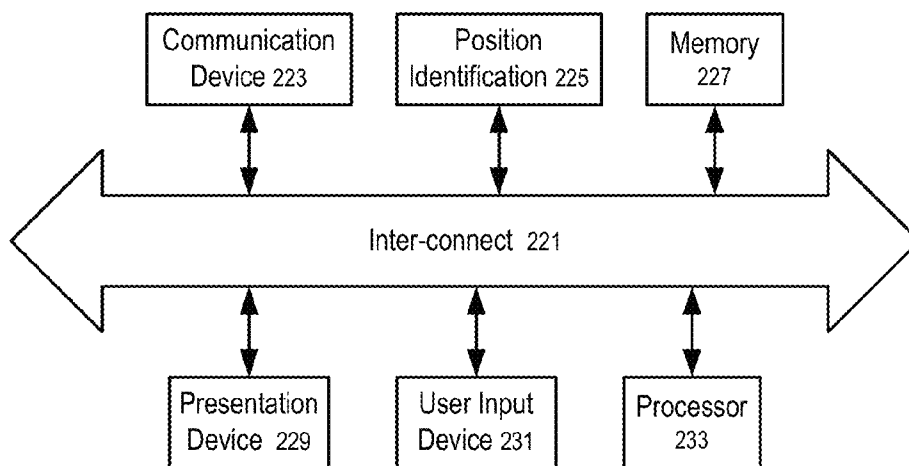 Communication
Device 223
Position
Identification 225
Memory
227
Inter-connect 221
Presentation
Device 229
User Input
Device 231
Processor
233